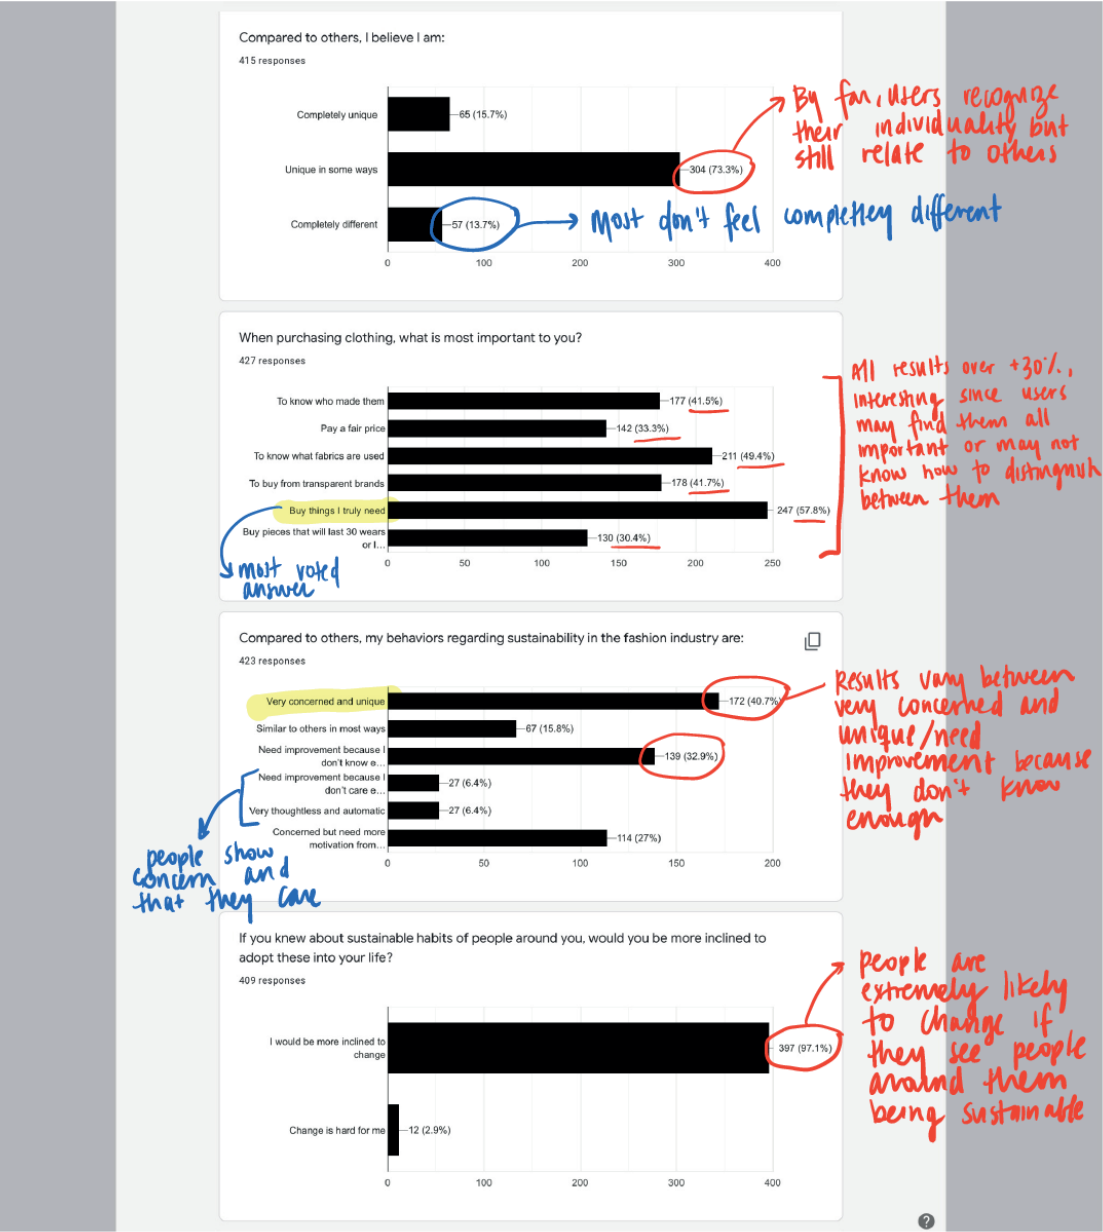 Compared to others, I believe I am:
415 responses
Completely unique
65 (15.7%)
Unique in some ways
304 (73.3%)
Completely different
57 (13.7%)
0 100 200 300 400
By far, users recognize
their individuality but
still relate to others
Most don't feel completley different
When purchasing clothing, what is most important to you?
427 responses
To know who made them
177 (41.5%)
Pay a fair price
142 (33.3%)
To know what fabrics are used
211 (49.4%)
To buy from transparent brands
178 (41.7%)
Buy things I truly need
247 (57.8%)
Buy pieces that will last 30 wears
or l...
130 (30.4%)
0 50 100 150 200 250
All results over +30%,
interesting since users
may find them all
important or may not
know how to distinguish
between them
most voted
answer
Compared to others, my behaviors regarding sustainability in the fashion industry are:
423 responses
Very concerned and unique
172 (40.7%)
Similar to others in most ways
67 (15.8%)
Need improvement because I
don't know e...
139 (32.9%)
Need improvement because I
don't care e...
27 (6.4%)
Very thoughtless and automatic
27 (6.4%)
Concerned but need more
motivation from...
114 (27%)
0 50 100 150 200
Results vary between
very concerned and
unique/need
improvement because
they don't know
enough
people show
concern and
that they care
If you knew about sustainable habits of people around you, would you be more inclined to
adopt these into your life?
409 responses
I would be more inclined to
change
397 (97.1%)
Change is hard for me
12 (2.9%)
0 100 200 300 400
people are
extremely likely
to change if
they see people
around them
being sustainable
?